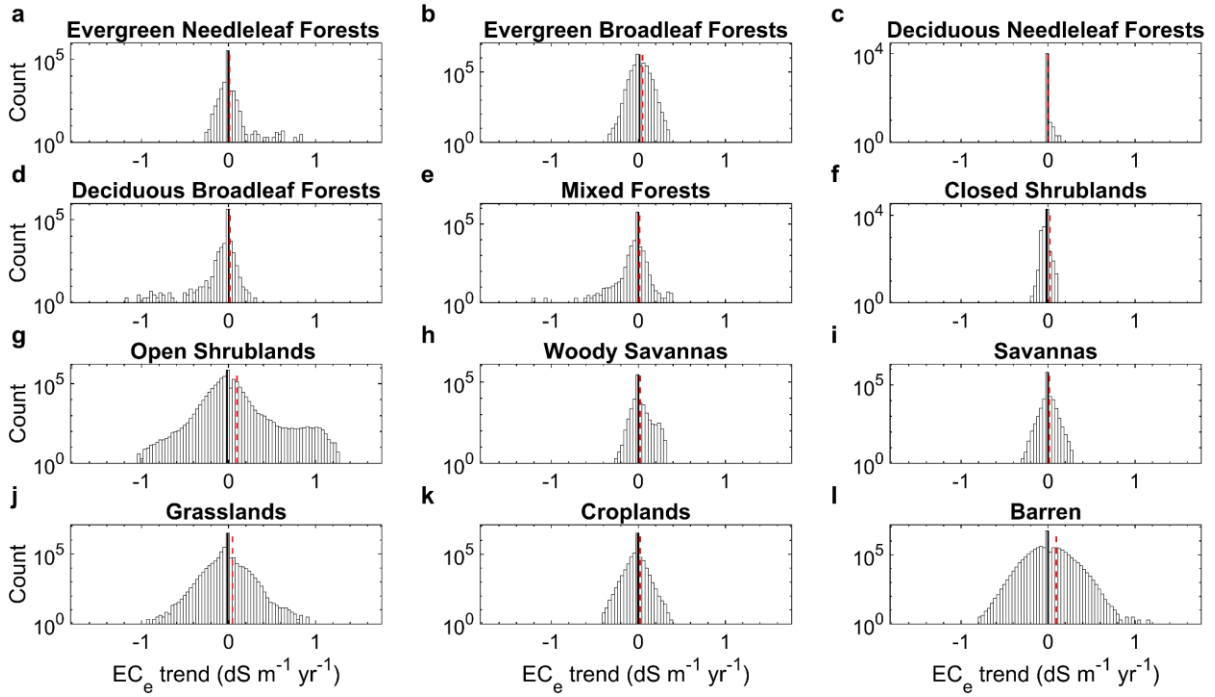 a b c
Evergreen Needleleaf Forests Evergreen Broadleaf Forests Deciduous Needleleaf Forests
10^5 10^5 10^4
Count
10^0 10^0 10^0
-1 0 1 -1 0 1 -1 0 1
d e f
Deciduous Broadleaf Forests Mixed Forests Closed Shrublands
10^5 10^5 10^4
Count
10^0 10^0 10^0
-1 0 1 -1 0 1 -1 0 1
g h i
Open Shrublands Woody Savannas Savannas
10^5 10^5 10^5
Count
10^0 10^0 10^0
-1 0 1 -1 0 1 -1 0 1
j k l
Grasslands Croplands Barren
10^5 10^5 10^5
Count
10^0 10^0 10^0
-1 0 1 -1 0 1 -1 0 1
EC_e trend (dS m^-1 yr^-1) EC_e trend (dS m^-1 yr^-1) EC_e trend (dS m^-1 yr^-1)